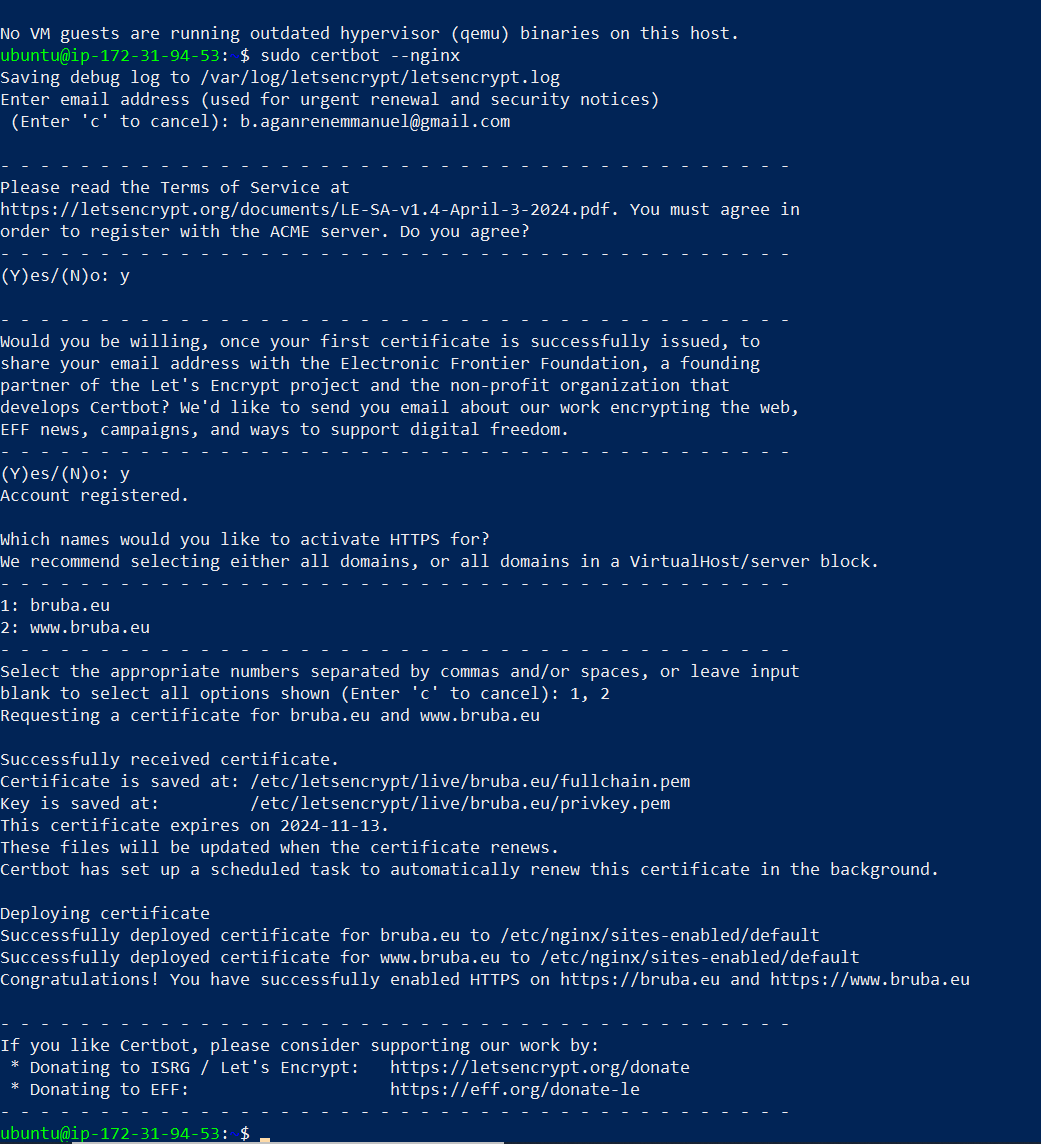 No VM guests are running outdated hypervisor (qemu) binaries on this host.
ubuntu@ip-172-31-94-53:~$ sudo certbot --nginx
Saving debug log to /var/log/letsencrypt/letsencrypt.log
Enter email address (used for urgent renewal and security notices)
 (Enter 'c' to cancel): b.aganrenemmanuel@gmail.com
- - - - - - - - - - - - - - - - - - - - - - - - - - - - - - - - - - - - - - - -
Please read the Terms of Service at
https://letsencrypt.org/documents/LE-SA-v1.4-April-3-2024.pdf. You must agree in
order to register with the ACME server. Do you agree?
- - - - - - - - - - - - - - - - - - - - - - - - - - - - - - - - - - - - - - - -
(Y)es/(N)o: y
- - - - - - - - - - - - - - - - - - - - - - - - - - - - - - - - - - - - - - - -
Would you be willing, once your first certificate is successfully issued, to
share your email address with the Electronic Frontier Foundation, a founding
partner of the Let's Encrypt project and the non-profit organization that
develops Certbot? We'd like to send you email about our work encrypting the web,
EFF news, campaigns, and ways to support digital freedom.
- - - - - - - - - - - - - - - - - - - - - - - - - - - - - - - - - - - - - - - -
(Y)es/(N)o: y
Account registered.
Which names would you like to activate HTTPS for?
We recommend selecting either all domains, or all domains in a VirtualHost/server block.
- - - - - - - - - - - - - - - - - - - - - - - - - - - - - - - - - - - - - - - -
1: bruba.eu
2: www.bruba.eu
- - - - - - - - - - - - - - - - - - - - - - - - - - - - - - - - - - - - - - - -
Select the appropriate numbers separated by commas and/or spaces, or leave input
blank to select all options shown (Enter 'c' to cancel): 1, 2
Requesting a certificate for bruba.eu and www.bruba.eu
Successfully received certificate.
Certificate is saved at: /etc/letsencrypt/live/bruba.eu/fullchain.pem
Key is saved at:         /etc/letsencrypt/live/bruba.eu/privkey.pem
This certificate expires on 2024-11-13.
These files will be updated when the certificate renews.
Certbot has set up a scheduled task to automatically renew this certificate in the background.
Deploying certificate
Successfully deployed certificate for bruba.eu to /etc/nginx/sites-enabled/default
Successfully deployed certificate for www.bruba.eu to /etc/nginx/sites-enabled/default
Congratulations! You have successfully enabled HTTPS on https://bruba.eu and https://www.bruba.eu
- - - - - - - - - - - - - - - - - - - - - - - - - - - - - - - - - - - - - - - -
If you like Certbot, please consider supporting our work by:
 * Donating to ISRG / Let's Encrypt:   https://letsencrypt.org/donate
 * Donating to EFF:                    https://eff.org/donate-le
- - - - - - - - - - - - - - - - - - - - - - - - - - - - - - - - - - - - - - - -
ubuntu@ip-172-31-94-53:~$